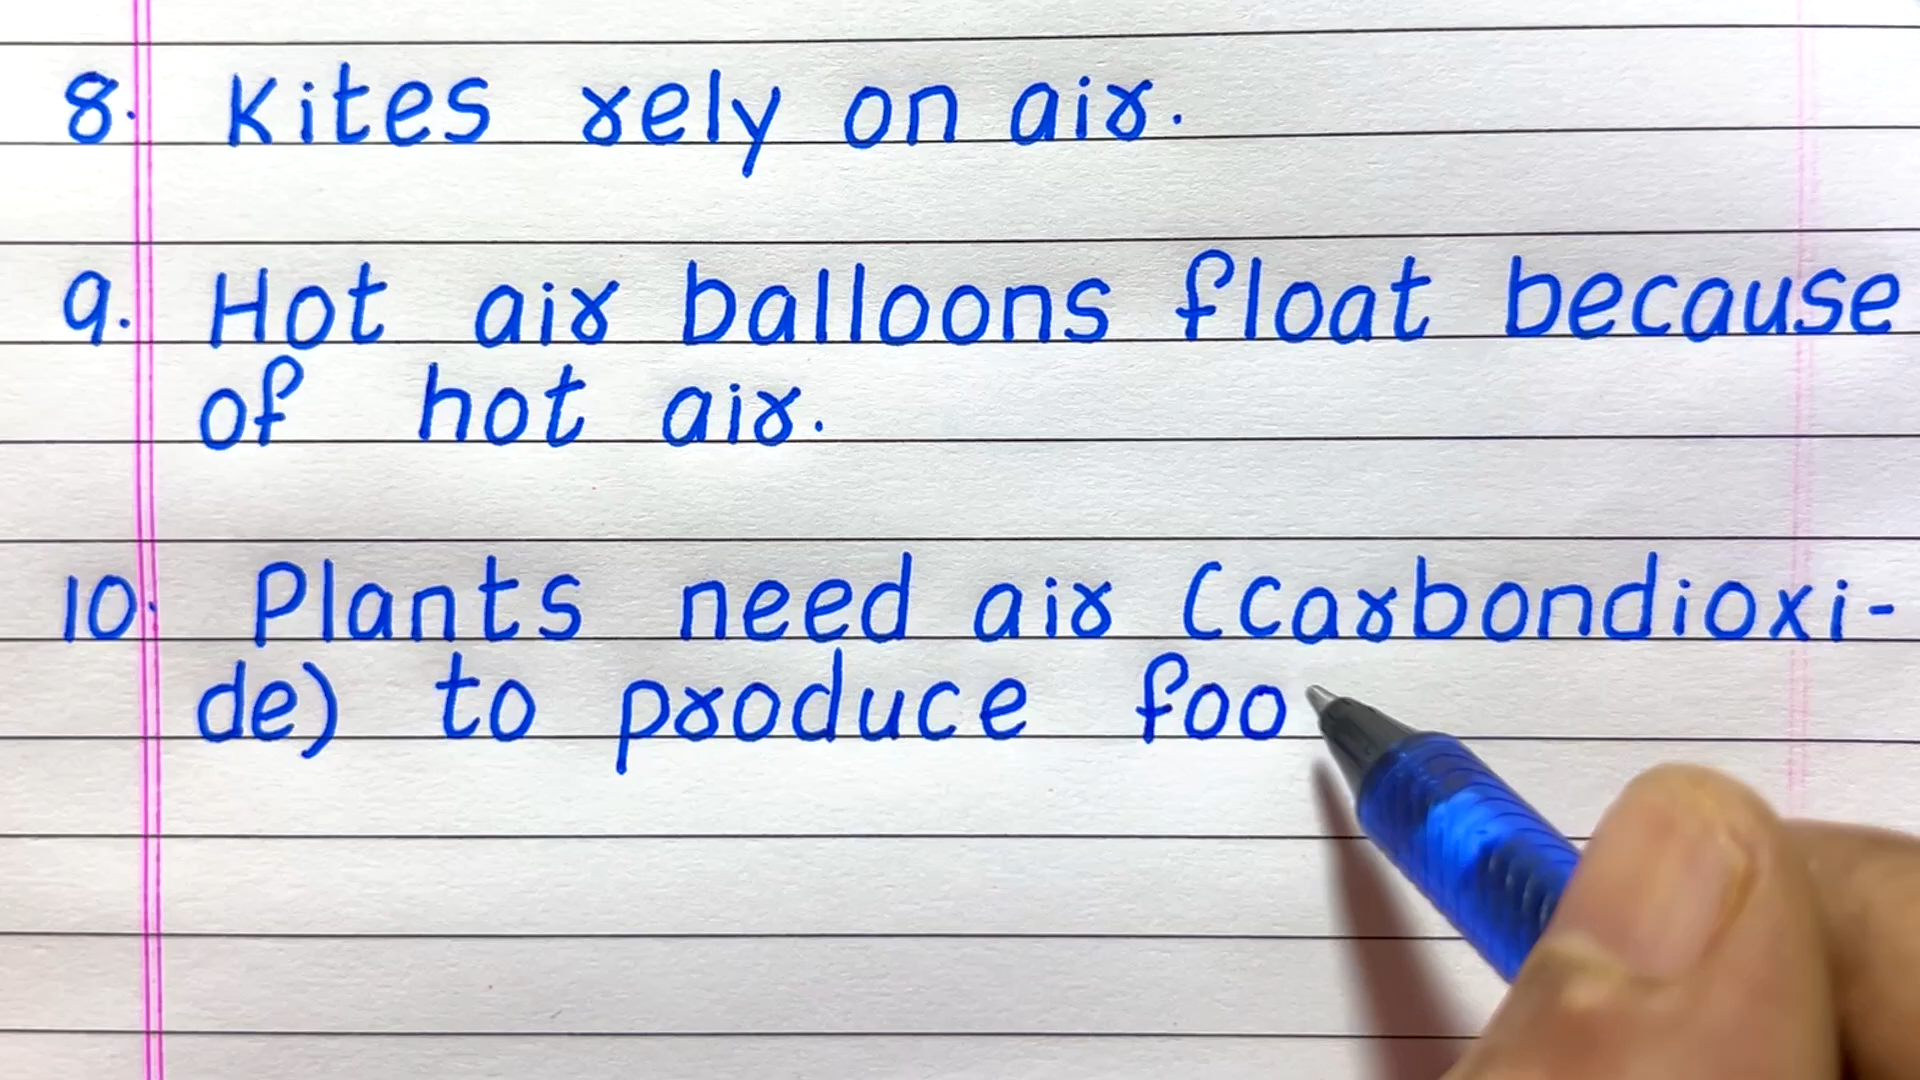 8. Kites rely on air.
9. Hot air balloons float because
of hot air.
10. Plants need air (carbondioxi-
de) to produce foo